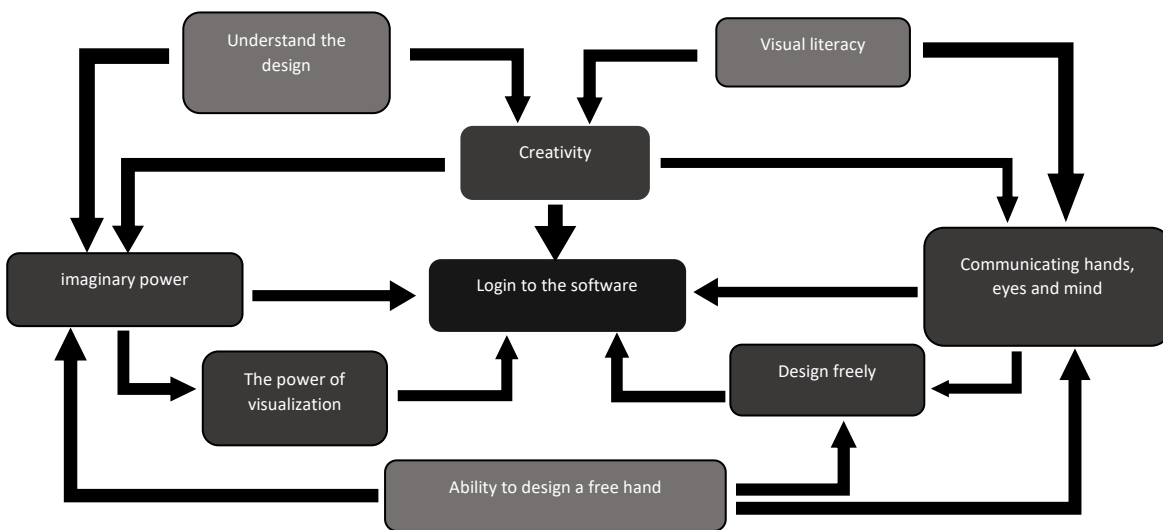 Understand the
design
Visual literacy
Creativity
imaginary power
Login to the software
Communicating hands,
eyes and mind
The power of
visualization
Design freely
Ability to design a free hand